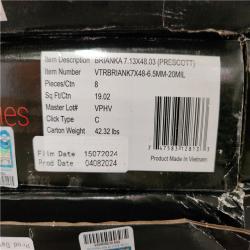 Item Description BRIANKA 7.13X48.03 (PRESCOTT)
Item Number VTRBRIANK7X48-6.5MM-20MIL
Pieces/Ctns 8
Sq Ft/Ctns 19.02
Master Lot# VPHV
Click Type C
Carton Weight 42.32 lbs
Film Date 15072024
Prod Date 04082024
Product Made in Vietnam